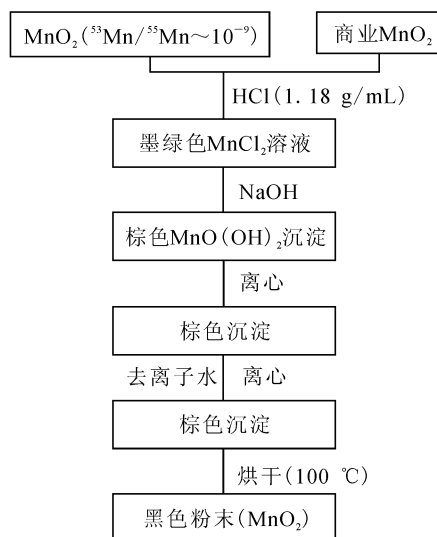 MnO₂(⁵³Mn/⁵⁵Mn～10⁻⁹)
商业MnO₂
HCl(1.18 g/mL)
墨绿色MnCl₂溶液
NaOH
棕色MnO(OH)₂沉淀
离心
棕色沉淀
去离子水 离心
棕色沉淀
烘干(100 ℃)
黑色粉末(MnO₂)